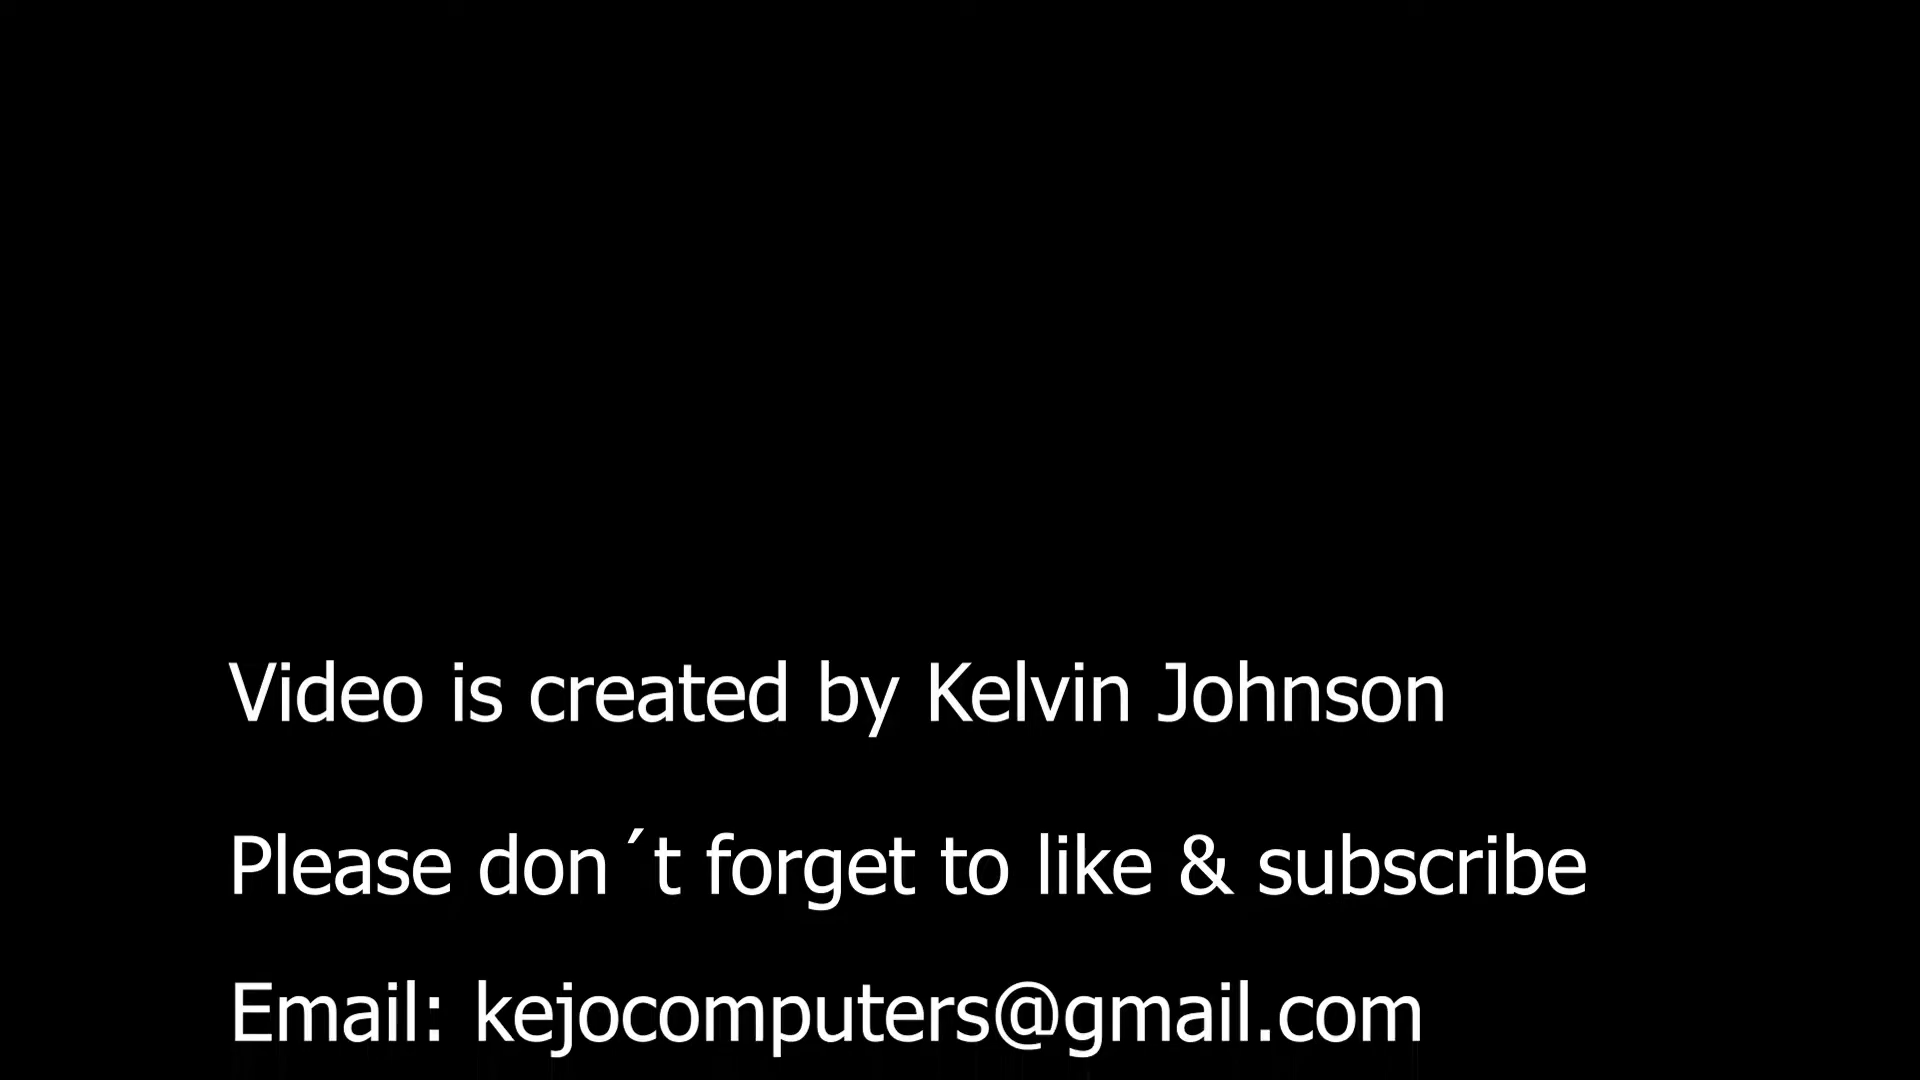 Video is created by Kelvin Johnson
Please don´t forget to like & subscribe
Email: kejocomputers@gmail.com